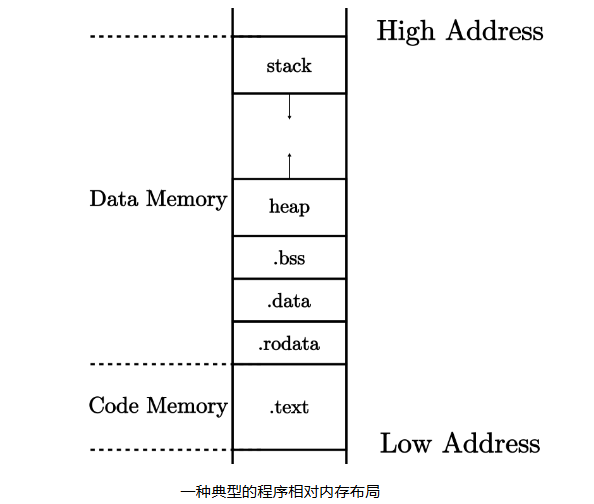 High Address
stack
Data Memory
heap
.bss
.data
.rodata
Code Memory
.text
Low Address
一种典型的程序相对内存布局